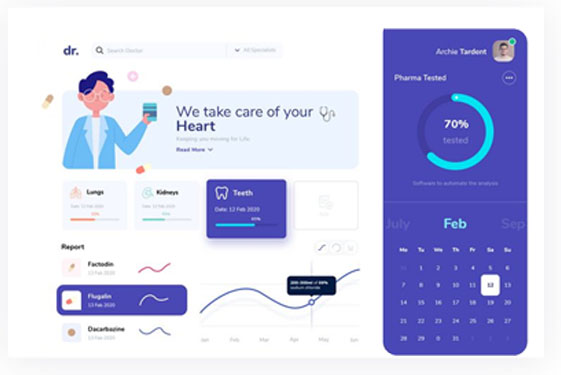 dr.
Search Doctor
All Specialists
Archie Tardent
Pharma Tested
We take care of your
Heart
Keeping you moving for Life
Read More
70%
tested
Software to automate the analysis
Lungs
Kidneys
Teeth
Date: 12 Feb 2020
Date: 12 Feb 2020
Date: 12 Feb 2020
July
Feb
Sep
Report
Mo Tu We Th Fr Sa Su
Factodin
12 Feb 2020
1 2 3 4 5 6
7 8 9 10 11 12 13
Flugalin
12 Feb 2020
14 15 16 17 18 19 20
21 22 23 24 25 26 27
Dacarbazine
12 Feb 2020
28 29 30 31 1 2 3
sodium chloride
Jan Feb Mar Apr May Jun